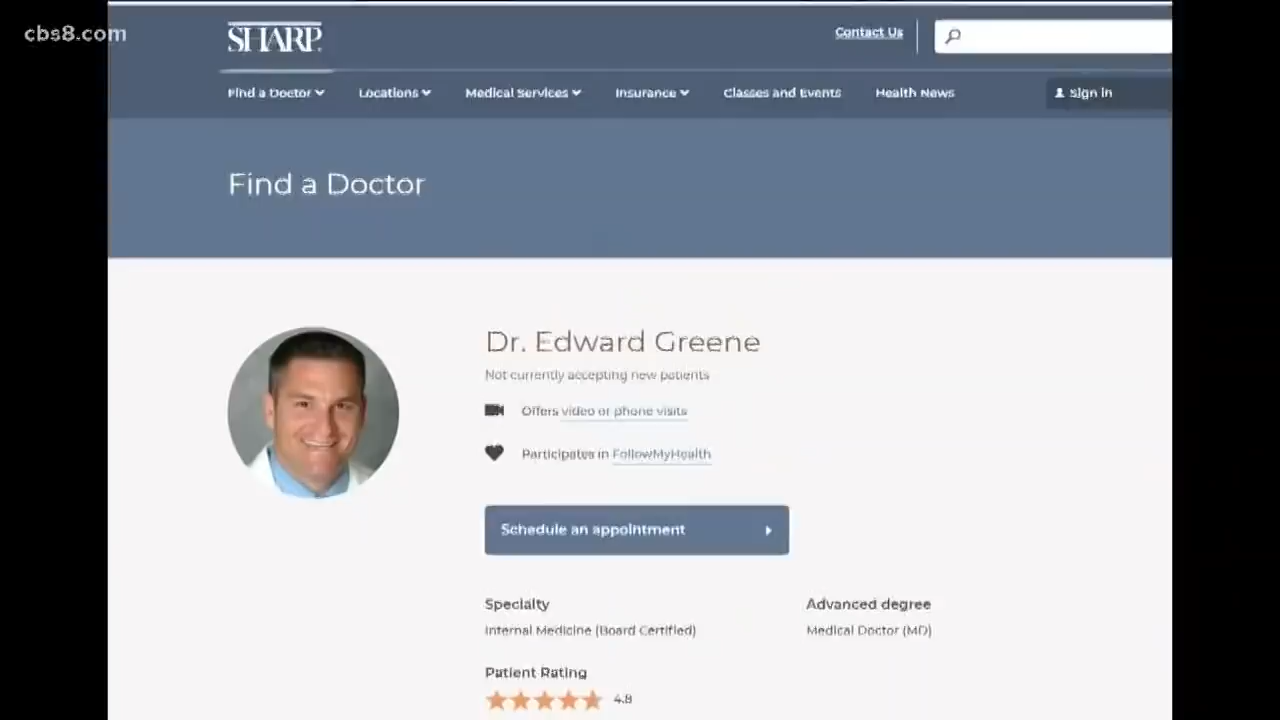 cbs8.com
SHARP
Contact Us
Find a Doctor
Locations
Medical Services
Insurance
Classes and Events
Health News
Sign in
Find a Doctor
Dr. Edward Greene
Not currently accepting new patients
Offers video or phone visits
Participates in FollowMyHealth
Schedule an appointment
Specialty
Advanced degree
Internal Medicine (Board Certified)
Medical Doctor (MD)
Patient Rating
4.8